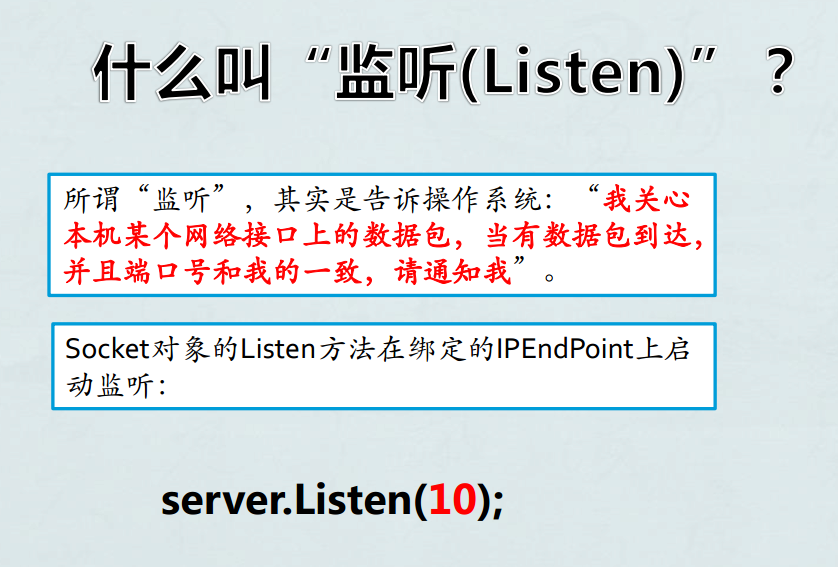 什么叫“监听(Listen)” ？
所谓“监听”，其实是告诉操作系统：“我关心
本机某个网络接口上的数据包，当有数据包到达，
并且端口号和我的一致，请通知我”。
Socket对象的Listen方法在绑定的IPEndPoint上启
动监听：
server.Listen(10);